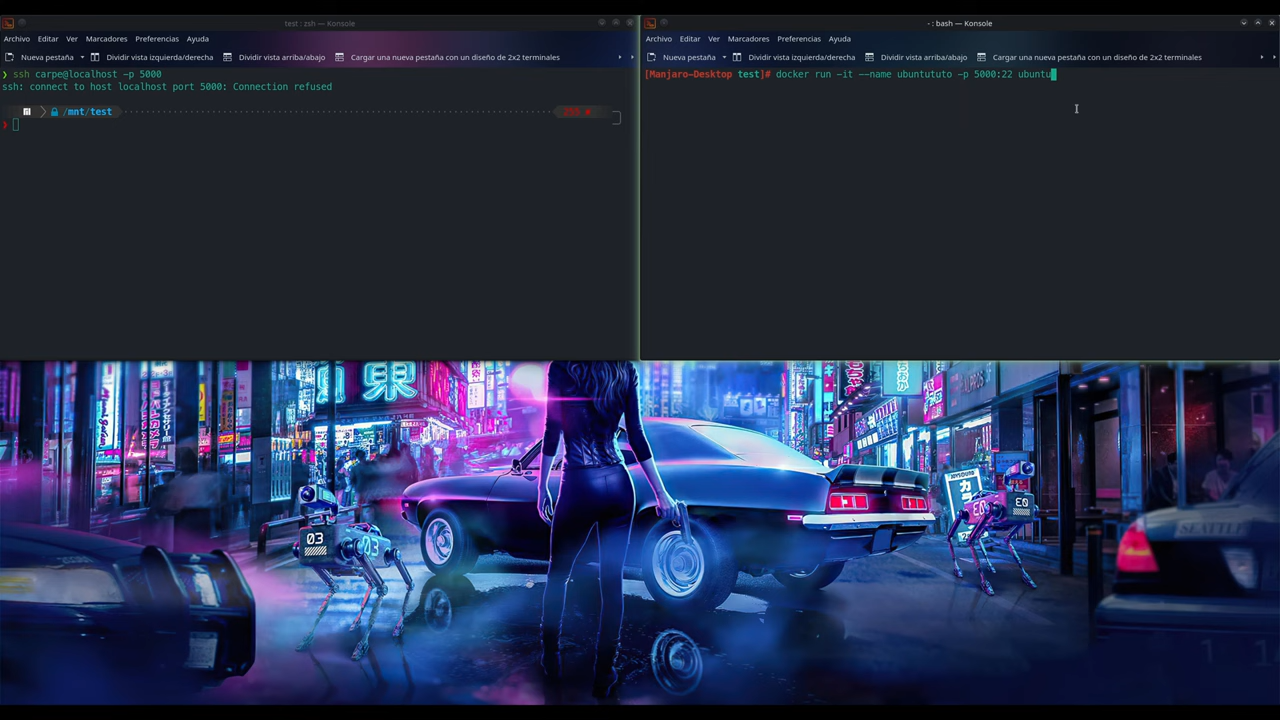 test : zsh — Konsole
Archivo Editar Ver Marcadores Preferencias Ayuda
Nueva pestaña Dividir vista izquierda/derecha Dividir vista arriba/abajo Cargar una nueva pestaña con un diseño de 2x2 terminales
❯ ssh carpe@localhost -p 5000
ssh: connect to host localhost port 5000: Connection refused
/mnt/test
❯
- : bash — Konsole
Archivo Editar Ver Marcadores Preferencias Ayuda
Nueva pestaña Dividir vista izquierda/derecha Dividir vista arriba/abajo Cargar una nueva pestaña con un diseño de 2x2 terminales
[Manjaro-Desktop test]# docker run -it --name ubuntututo -p 5000:22 ubuntu
東
03
03
SEATTLE